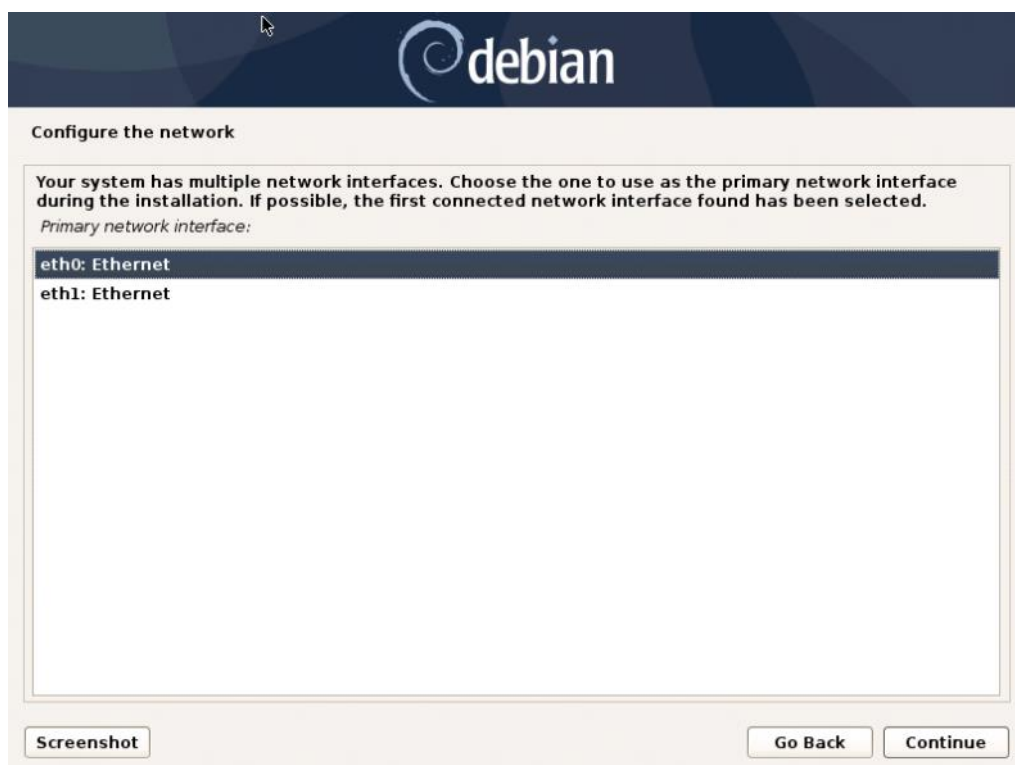 debian
Configure the network
Your system has multiple network interfaces. Choose the one to use as the primary network interface
during the installation. If possible, the first connected network interface found has been selected.
Primary network interface:
eth0: Ethernet
eth1: Ethernet
Screenshot
Go Back
Continue